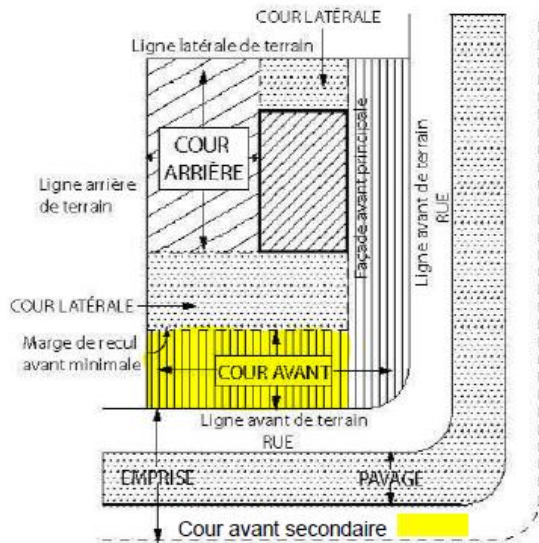 COUR LATÉRALE
Ligne latérale de terrain
COUR
ARRIÈRE
Façade avant principale
Ligne avant de terrain
RUE
Ligne arrière
de terrain
COUR LATÉRALE
Marge de recul
avant minimale
COUR AVANT
Ligne avant de terrain
RUE
EMPRISE
PAVAGE
Cour avant secondaire